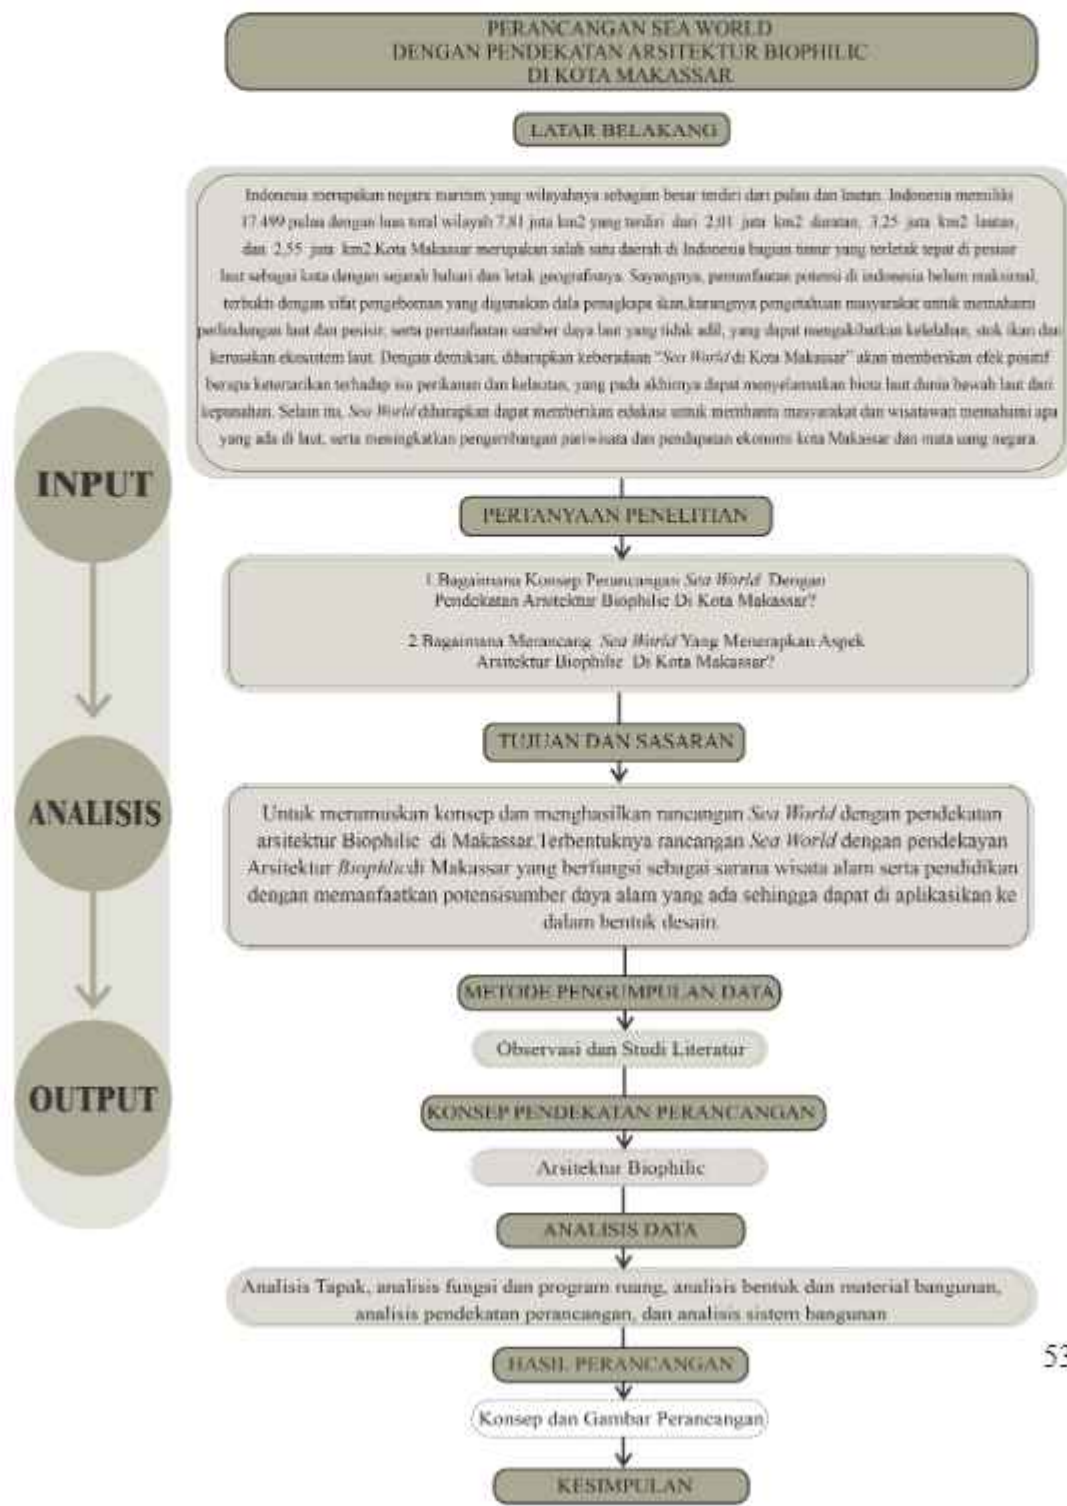 PERANCANGAN SEA WORLD
DENGAN PENDEKATAN ARSITEKTUR BIOPHILIC
DI KOTA MAKASSAR
LATAR BELAKANG
Indonesia merupakan negara maritim yang wilayahnya sebagian besar terdiri dari pulau dan lautan. Indonesia memiliki
17.499 pulau dengan luas total wilayah 7,81 juta km2 yang terdiri dari 2,01 juta km2 daratan, 3,25 juta km2 lautan,
dan 2,55 juta km2.Kota Makassar merupakan salah satu daerah di Indonesia bagian timur yang terletak tepat di pesisir
laut sebagai kota dengan sejarah bahari dan letak geografisnya. Sayangnya, pemanfaatan potensi di indonesia belum maksimal,
terbukti dengan sifat pengeboman yang digunakan dala penagkapa ikan,kurangnya pengetahuan masyarakat untuk memahami
perlindungan laut dan pesisir, serta pemanfaatan sumber daya laut yang tidak adil, yang dapat mengakibatkan kelelahan, stok ikan dan
kerusakan ekosistem laut. Dengan demikian, diharapkan keberadaan "Sea World di Kota Makassar" akan memberikan efek positif
berupa ketertarikan terhadap isu perikanan dan kelautan, yang pada akhirnya dapat menyelamatkan biota laut dunia bawah laut dari
kepunahan. Selain itu, Sea World diharapkan dapat memberikan edukasi untuk membantu masyarakat dan wisatawan memahami apa
yang ada di laut, serta meningkatkan pengembangan pariwisata dan pendapatan ekonomi kota Makassar dan mata uang negara.
INPUT
PERTANYAAN PENELITIAN
1.Bagaimana Konsep Perancangan Sea World Dengan
Pendekatan Arsitektur Biophilic Di Kota Makassar?
2.Bagaimana Merancang Sea World Yang Menerapkan Aspek
Arsitektur Biophilic Di Kota Makassar?
TUJUAN DAN SASARAN
ANALISIS
Untuk merumuskan konsep dan menghasilkan rancangan Sea World dengan pendekatan
arsitektur Biophilic di Makassar.Terbentuknya rancangan Sea World dengan pendekayan
Arsitektur Biophilic di Makassar yang berfungsi sebagai sarana wisata alam serta pendidikan
dengan memanfaatkan potensisumber daya alam yang ada sehingga dapat di aplikasikan ke
dalam bentuk desain.
METODE PENGUMPULAN DATA
Observasi dan Studi Literatur
OUTPUT
KONSEP PENDEKATAN PERANCANGAN
Arsitektur Biophilic
ANALISIS DATA
Analisis Tapak, analisis fungsi dan program ruang, analisis bentuk dan material bangunan,
analisis pendekatan perancangan, dan analisis sistem bangunan
HASIL PERANCANGAN
53
Konsep dan Gambar Perancangan
KESIMPULAN